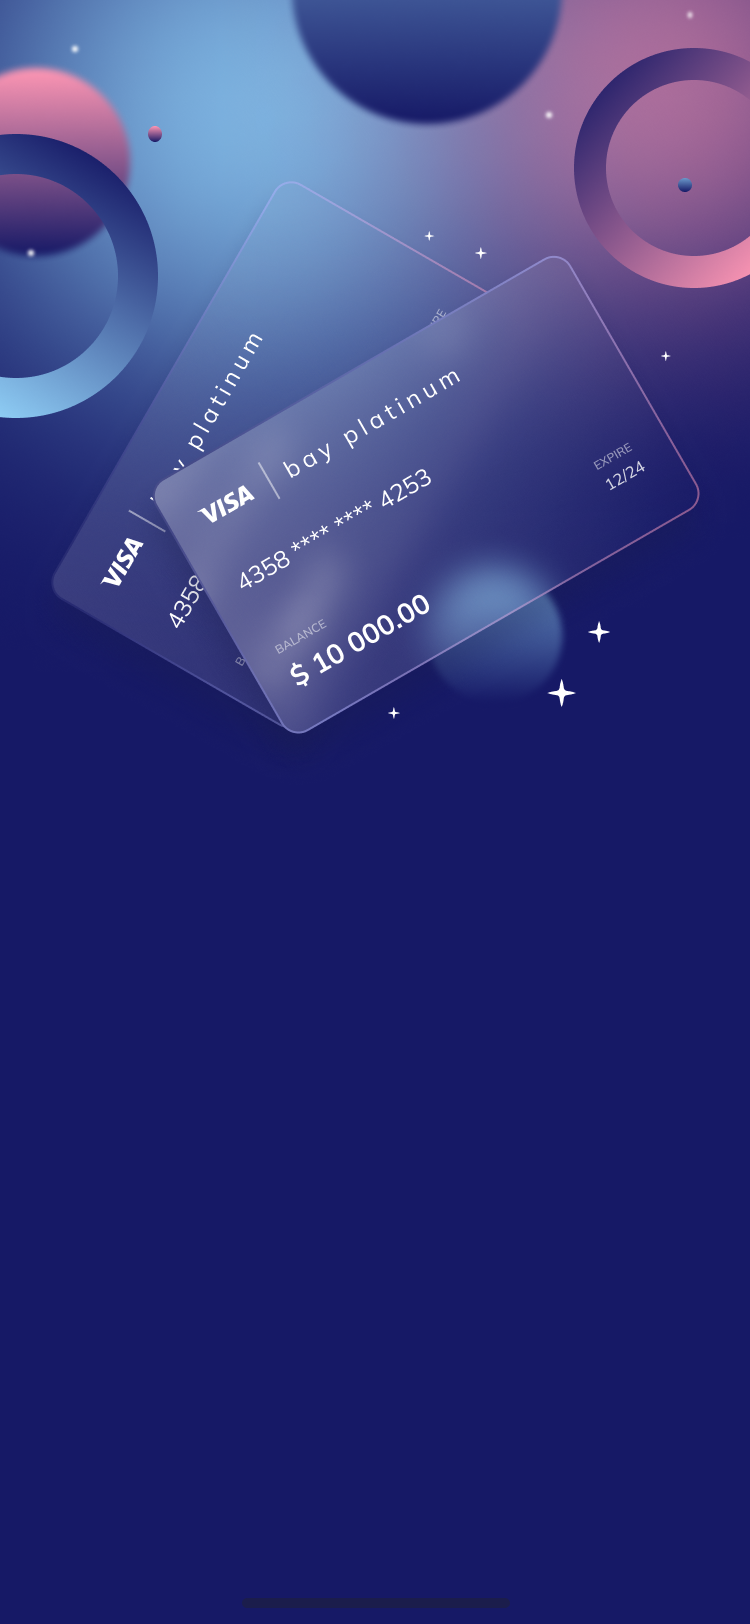 VISA | bay platinum
4358 **** **** 4253
EXPIRE
12/24
BALANCE
$ 10 000.00
VISA | platinum
4358